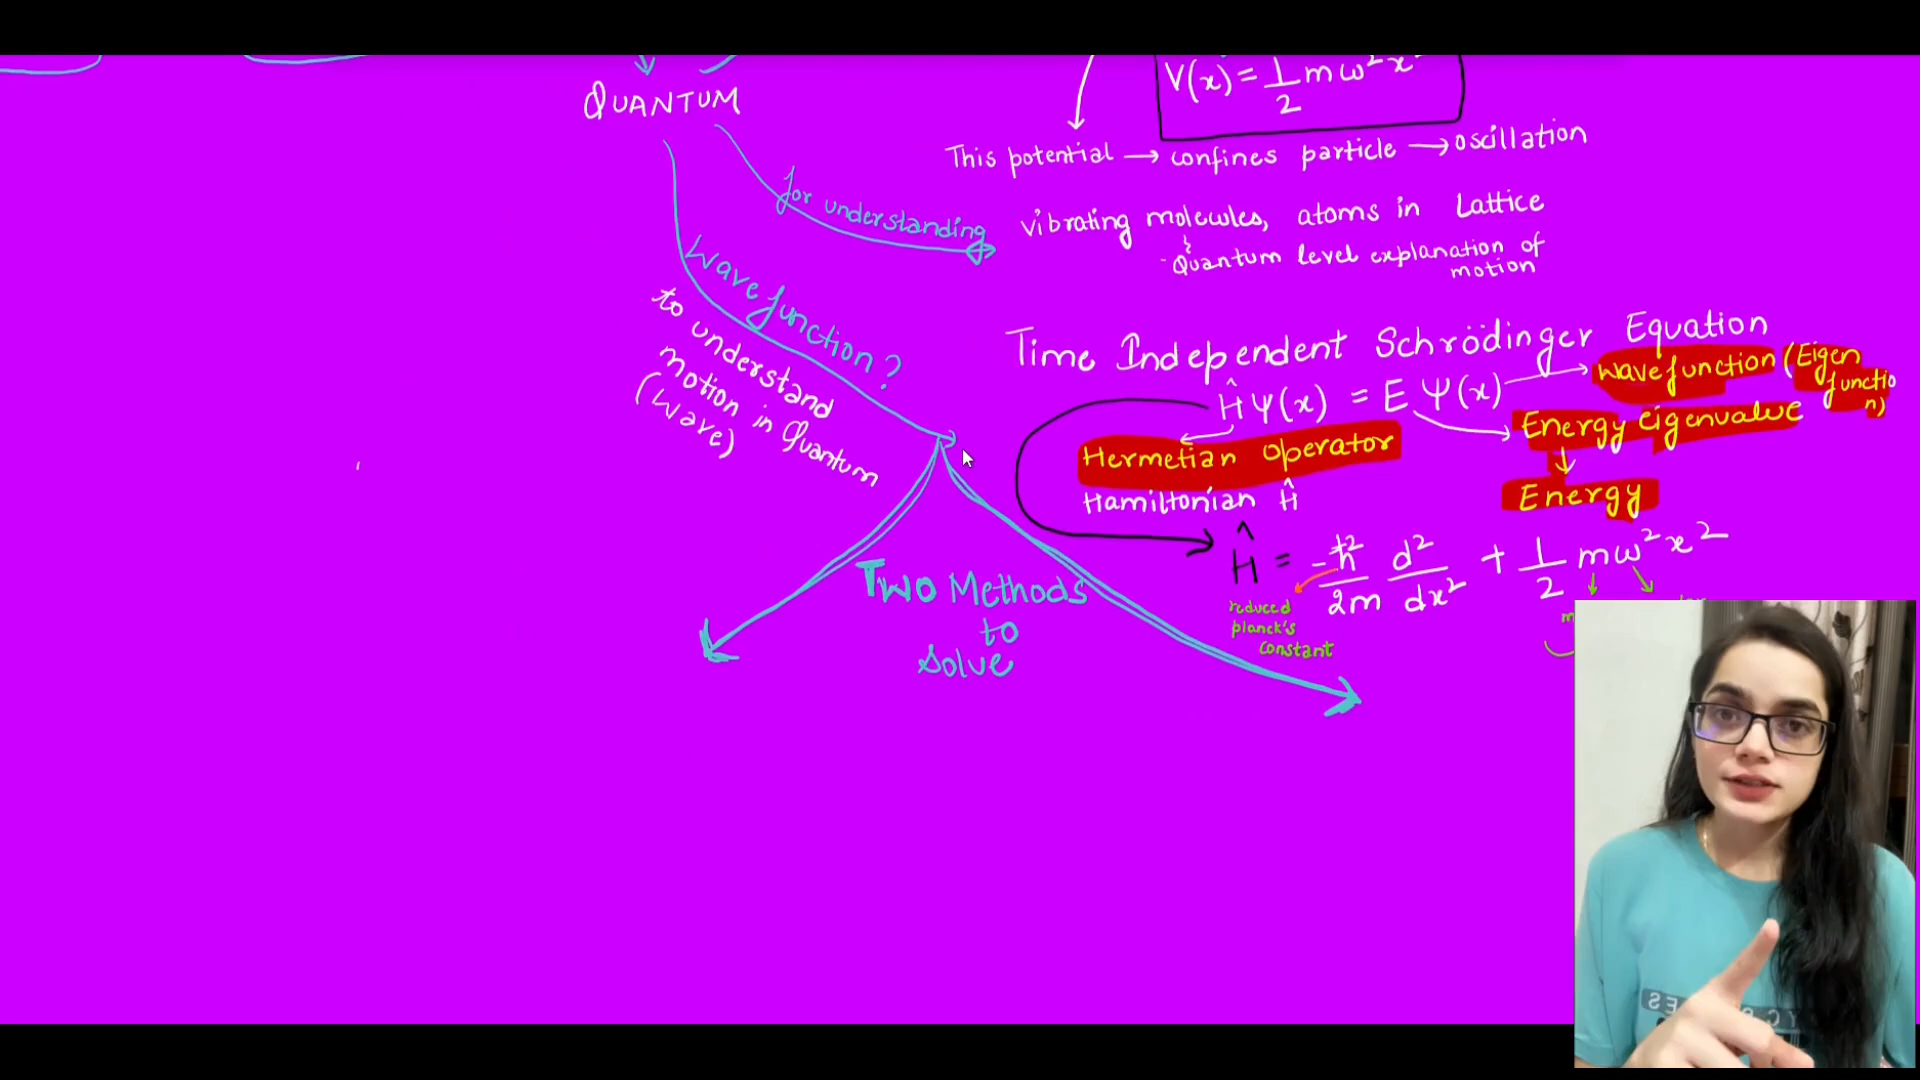 QUANTUM
V(x) = 1/2 mω²x²
This potential → confines particle → oscillation
for understanding
vibrating molecules, atoms in Lattice
- Quantum level explanation of
motion
Wavefunction?
to understand
motion in Quantum
(Wave)
Time Independent Schrödinger Equation
Ĥψ(x) = E ψ(x)
Wavefunction (Eigen
functio
n)
Energy eigenvalue
Energy
Hermetian Operator
Hamiltonian Ĥ
Ĥ = -ħ²/2m d²/dx² + 1/2 mω²x²
reduced
planck's
constant
m
Two Methods
to
Solve